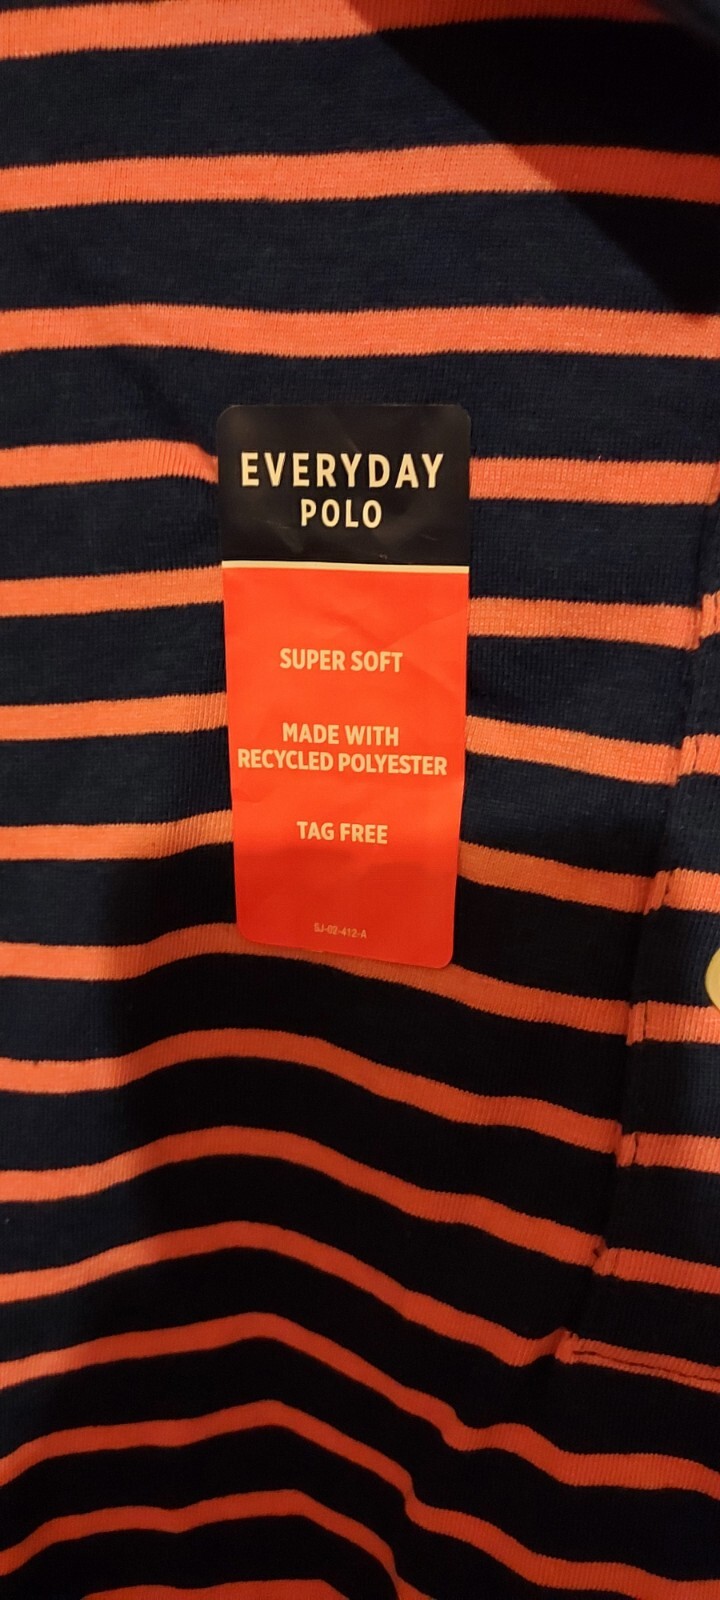 EVERYDAY
POLO
SUPER SOFT
MADE WITH
RECYCLED POLYESTER
TAG FREE
SJ-02-412-A